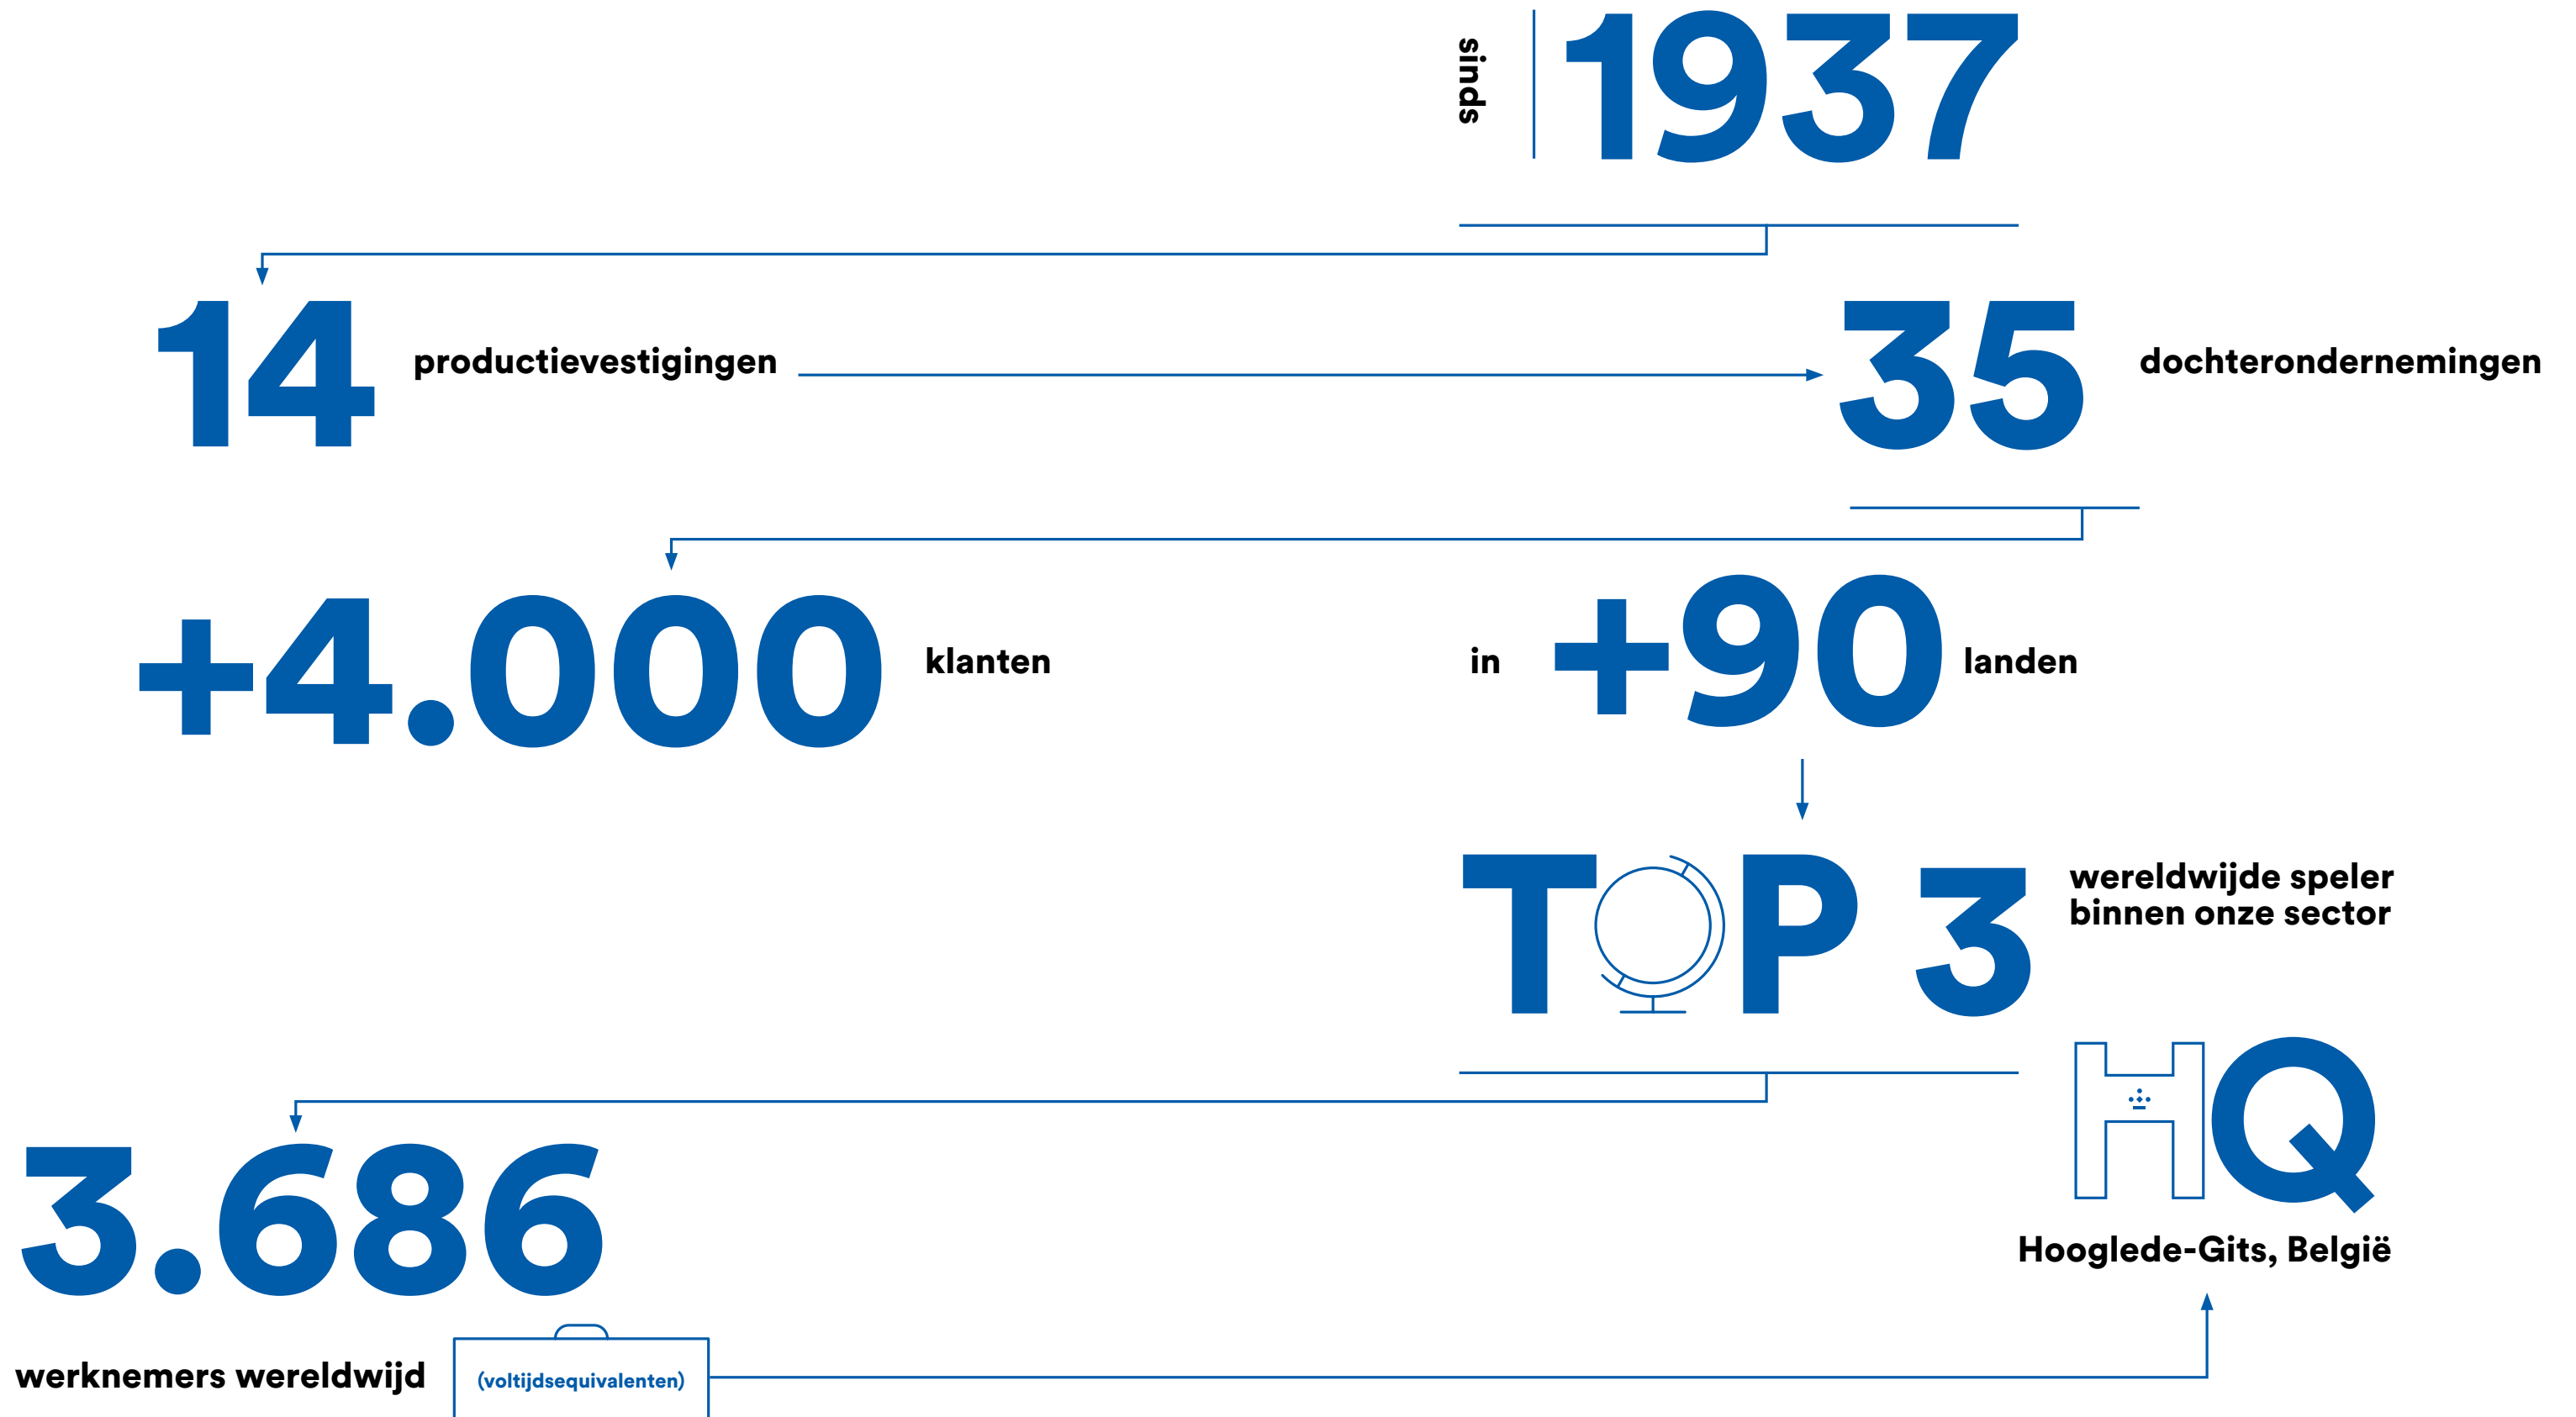 sinds 1937
14 productievestigingen
35 dochterondernemingen
+4.000 klanten
in +90 landen
TOP 3 wereldwijde speler
binnen onze sector
3.686
werknemers wereldwijd
(voltijdsequivalenten)
HQ
Hooglede-Gits, België